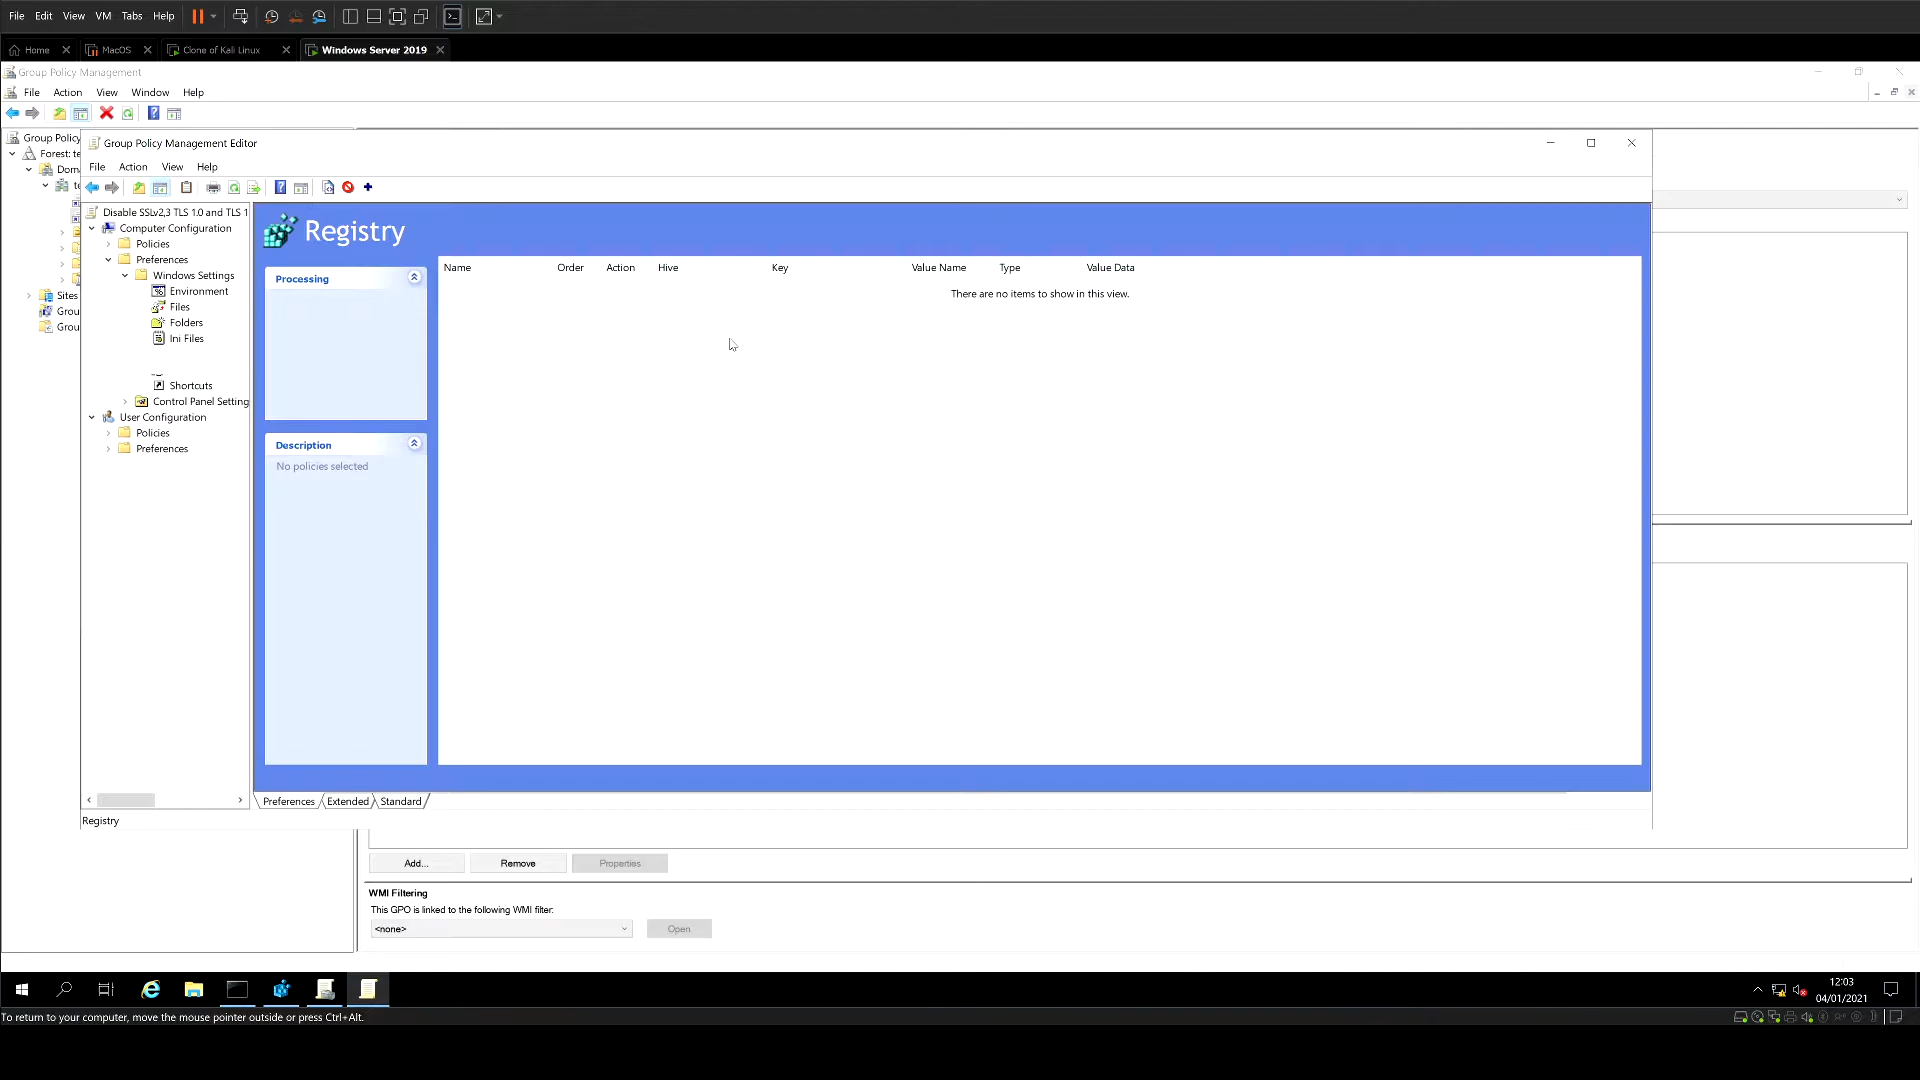 File Edit View VM Tabs Help
Home MacOS Clone of Kali Linux Windows Server 2019
Group Policy Management
File Action View Window Help
Group Policy
Forest: te
Doma
te
Sites
Grou
Grou
Group Policy Management Editor
File Action View Help
Disable SSLv2,3 TLS 1.0 and TLS 1
Computer Configuration
Policies
Preferences
Windows Settings
Environment
Files
Folders
Ini Files
Shortcuts
Control Panel Setting
User Configuration
Policies
Preferences
Registry
Processing
Description
No policies selected
Name Order Action Hive Key Value Name Type Value Data
There are no items to show in this view.
Preferences Extended Standard
Registry
Add... Remove Properties
WMI Filtering
This GPO is linked to the following WMI filter:
<none> Open
12:03
04/01/2021
To return to your computer, move the mouse pointer outside or press Ctrl+Alt.